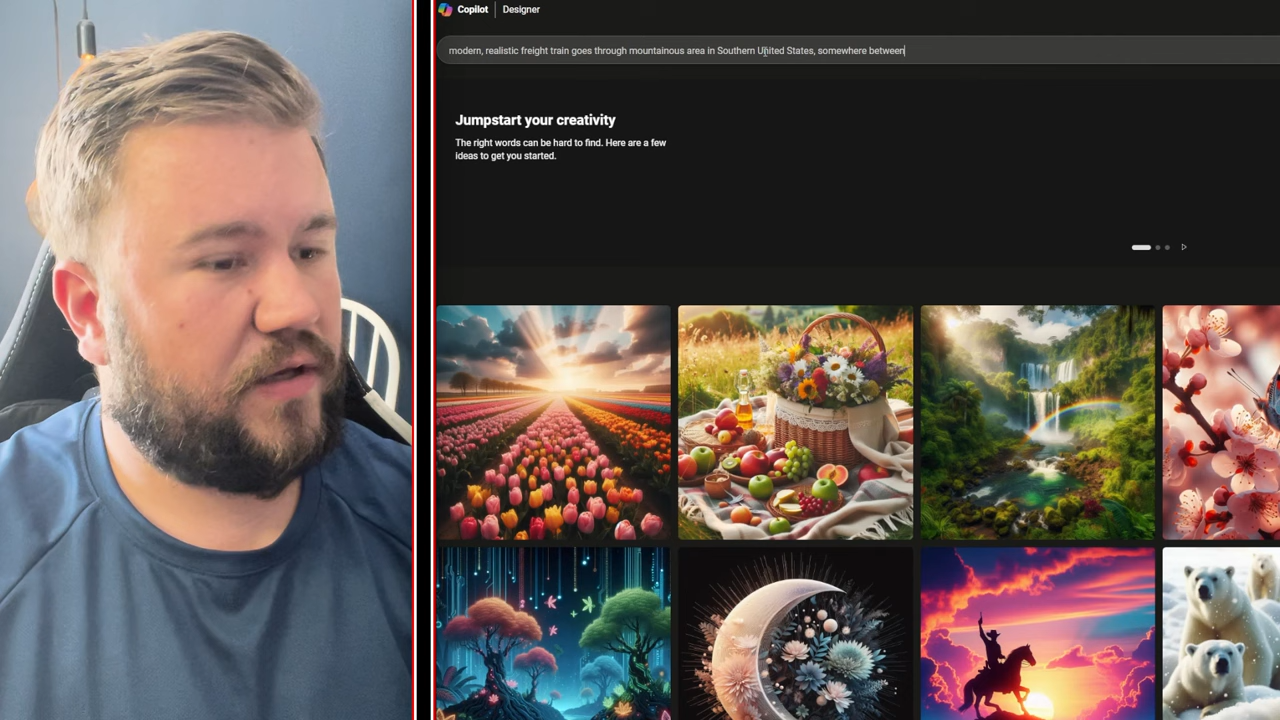 Copilot | Designer
modern, realistic freight train goes through mountainous area in Southern United States, somewhere between
Jumpstart your creativity
The right words can be hard to find. Here are a few
ideas to get you started.